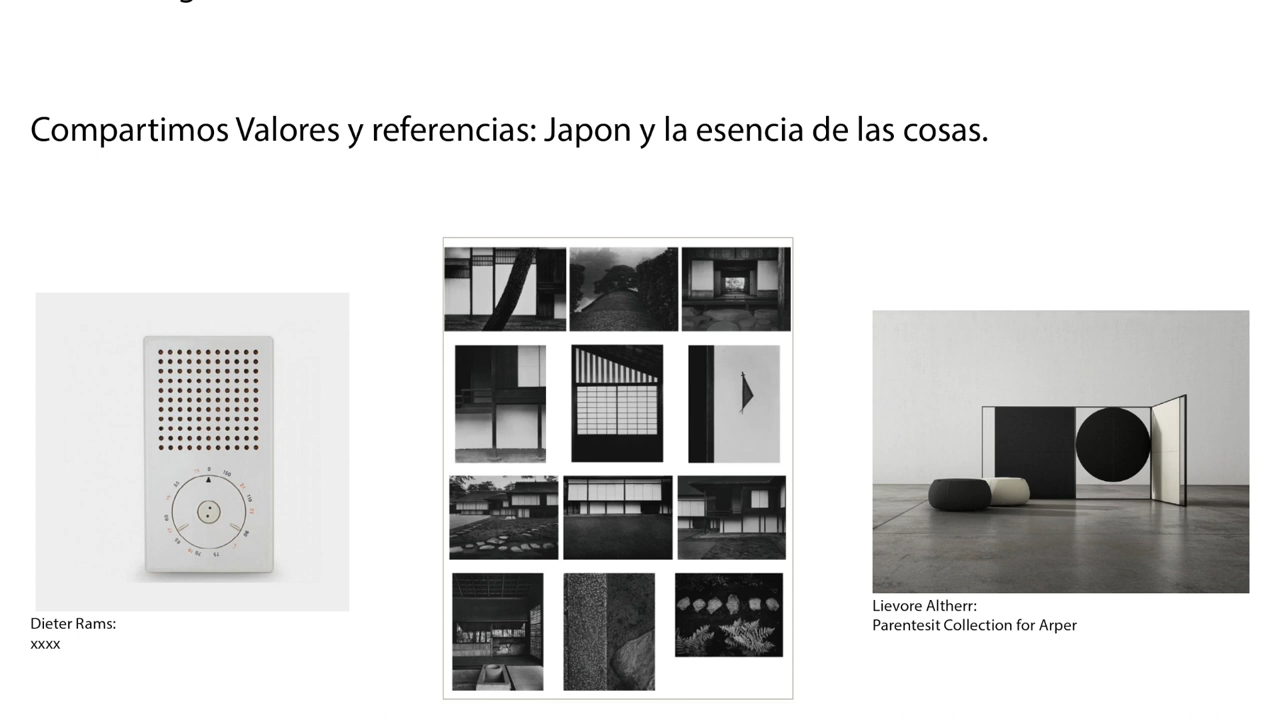 Compartimos Valores y referencias: Japon y la esencia de las cosas.
Dieter Rams:
xxxx
Lievore Altherr:
Parentesit Collection for Arper